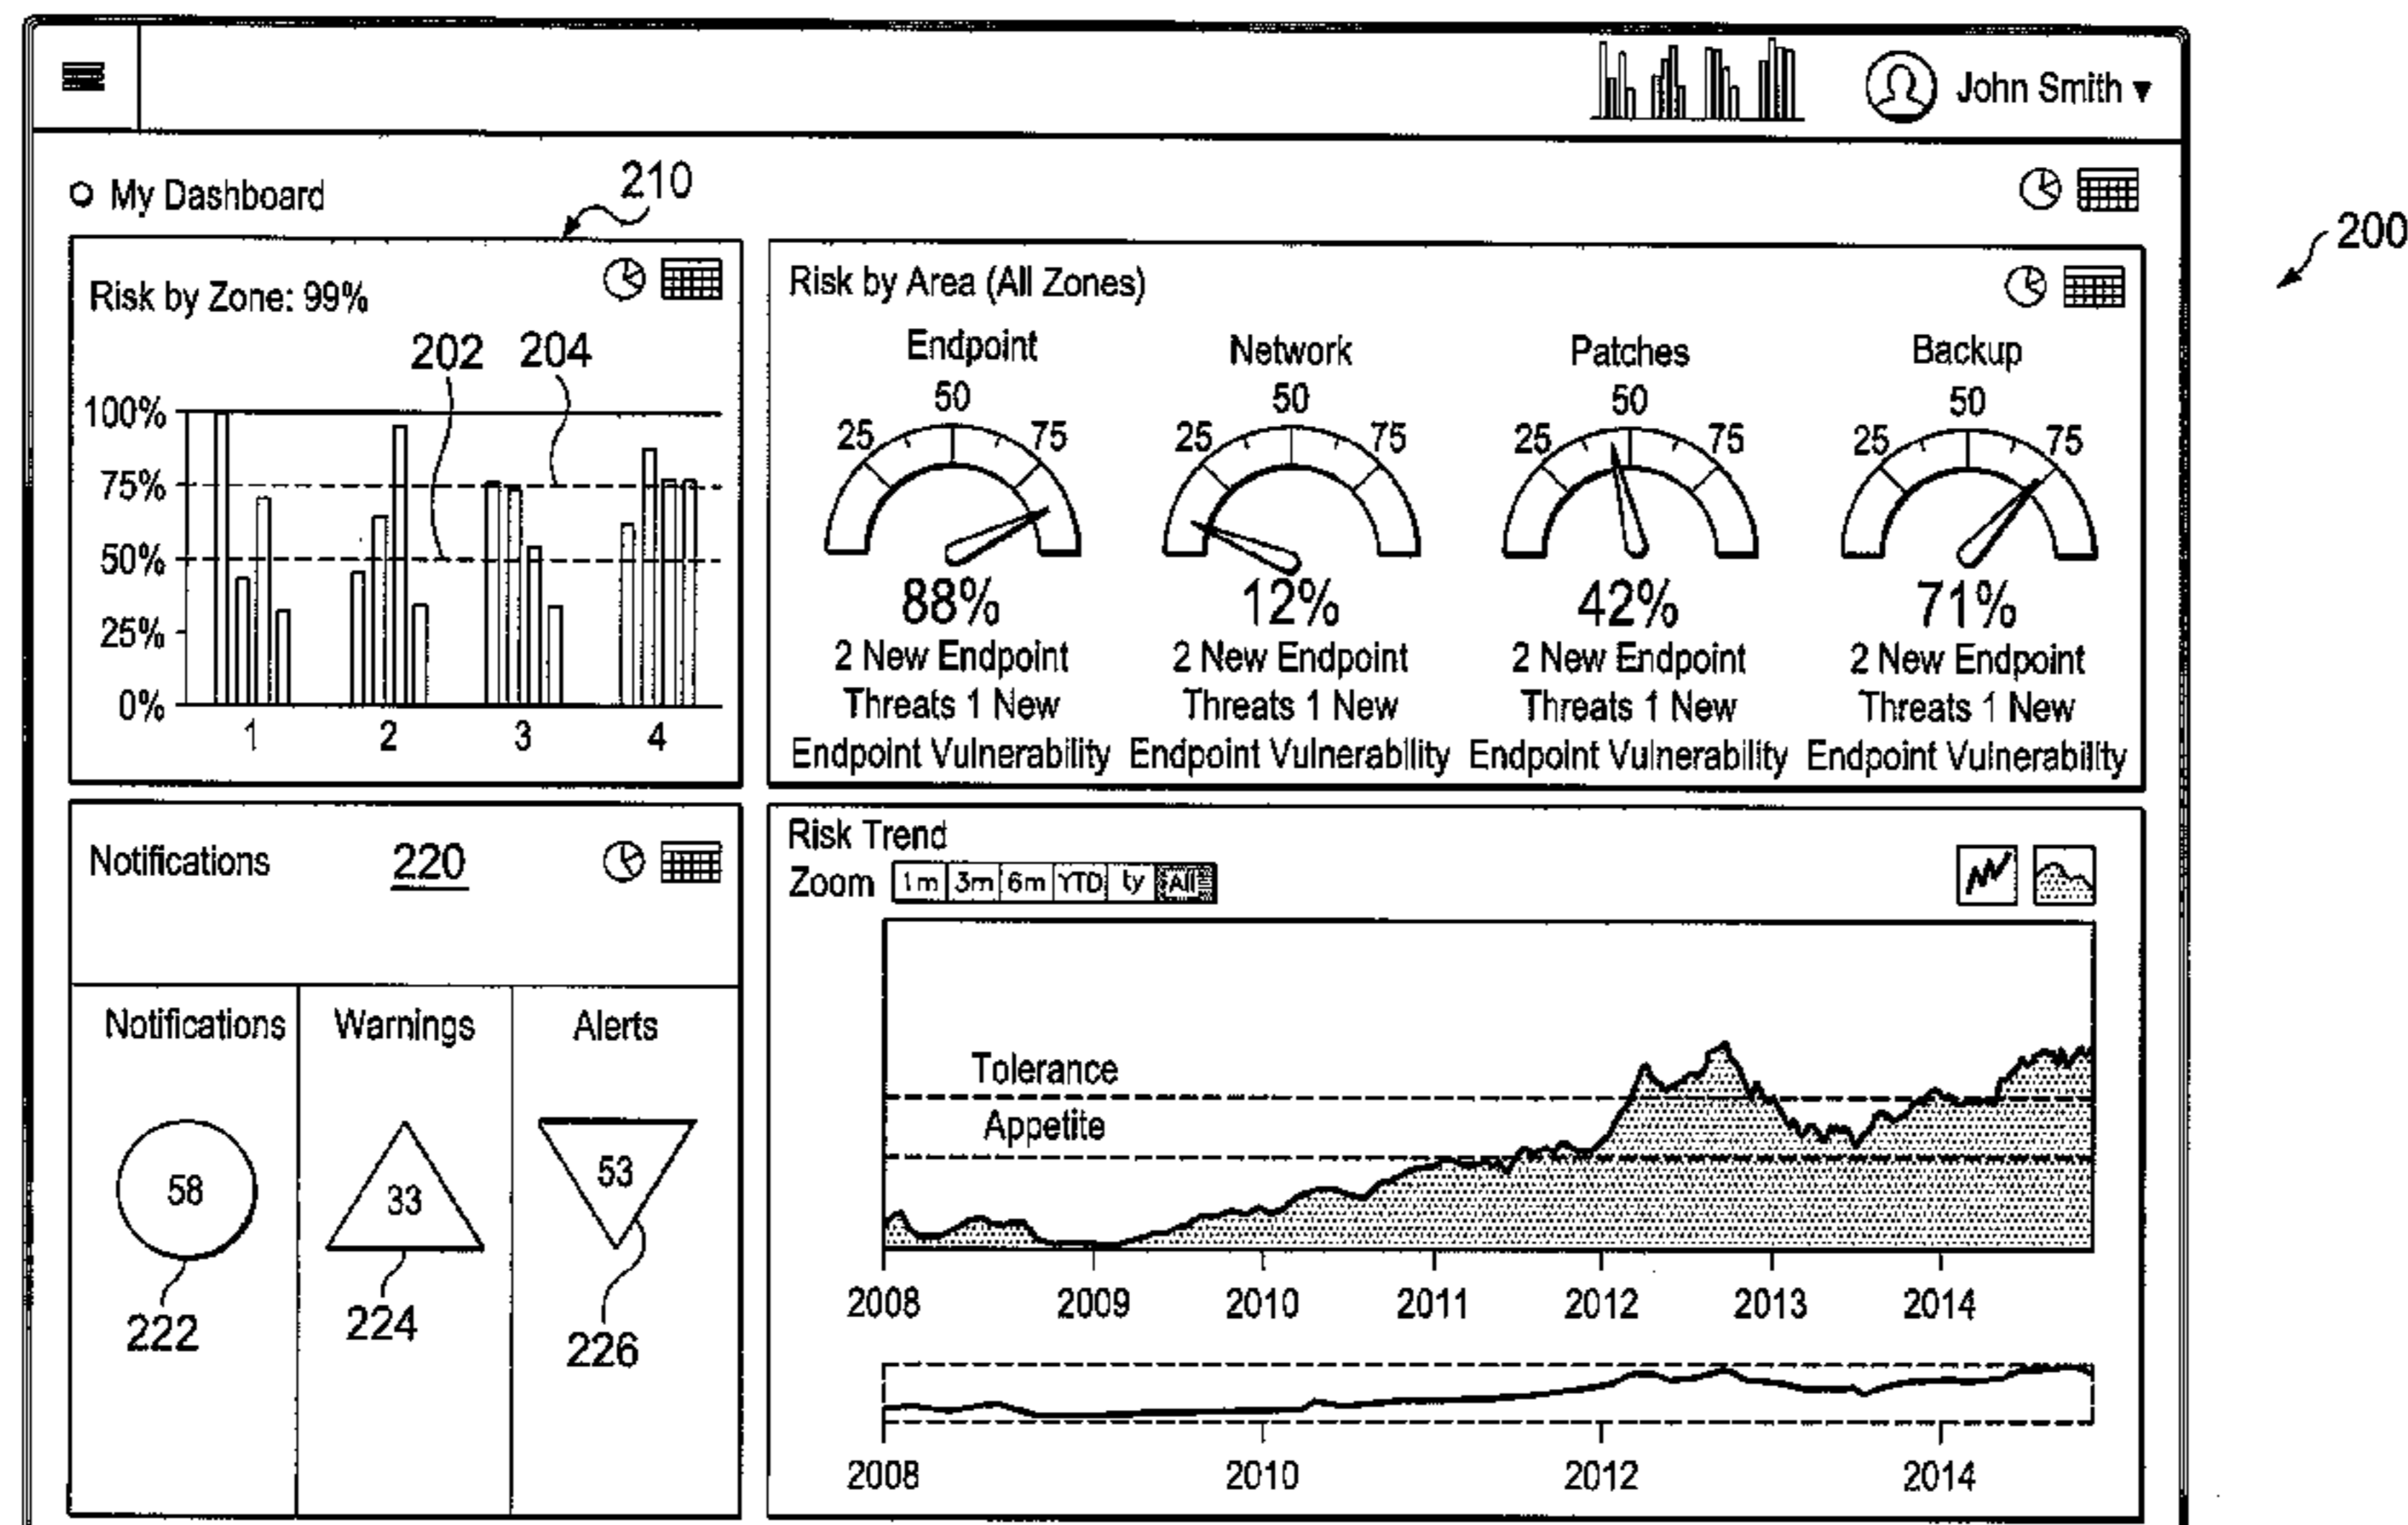 John Smith ▾
My Dashboard
210
200
Risk by Zone: 99%
202 204
100%
75%
50%
25%
0%
1 2 3 4
Risk by Area (All Zones)
Endpoint Network Patches Backup
50 50 50 50
25 75 25 75 25 75 25 75
88% 12% 42% 71%
2 New Endpoint 2 New Endpoint 2 New Endpoint 2 New Endpoint
Threats 1 New Threats 1 New Threats 1 New Threats 1 New
Endpoint Vulnerability Endpoint Vulnerability Endpoint Vulnerability Endpoint Vulnerability
Notifications 220
Notifications Warnings Alerts
58 33 53
222 224 226
Risk Trend
Zoom 1m 3m 6m YTD ty All
Tolerance
Appetite
2008 2009 2010 2011 2012 2013 2014
2008 2010 2012 2014